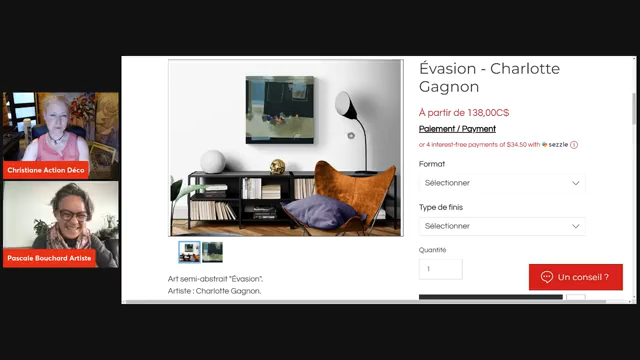 Évasion - Charlotte
Gagnon
À partir de 138,00C$
Paiement / Payment
or 4 interest-free payments of $34.50 with sezzle
Format
Sélectionner
Type de finis
Sélectionner
Quantité
1
Un conseil ?
Art semi-abstrait "Évasion".
Artiste : Charlotte Gagnon.
Christiane Action Déco
Pascale Bouchard Artiste